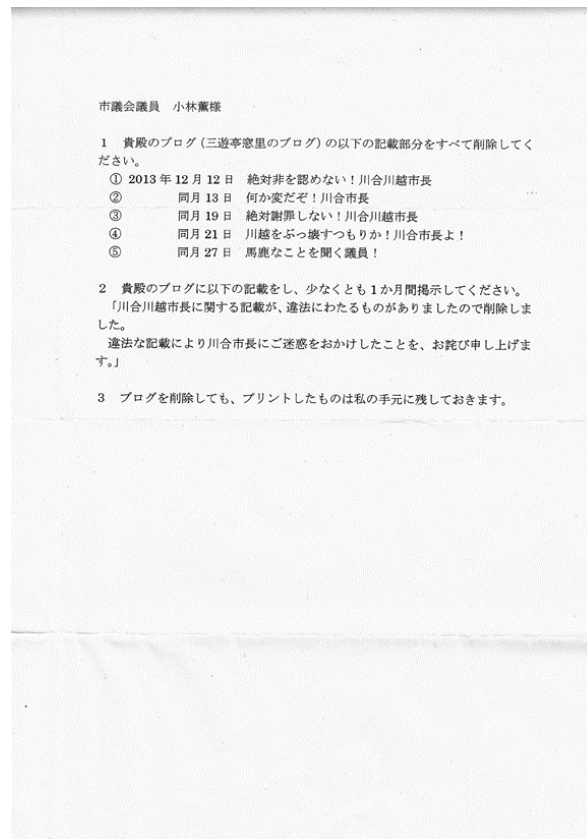 市議会議員　小林薫様
1　貴殿のブログ（三遊亭窓里のブログ）の以下の記載部分をすべて削除してく
ださい。
① 2013 年 12 月 12 日　絶対非を認めない！川合川越市長
②　　　　同月 13 日　何か変だぞ！川合市長
③　　　　同月 19 日　絶対謝罪しない！川合川越市長
④　　　　同月 21 日　川越をぶっ壊すつもりか！川合市長よ！
⑤　　　　同月 27 日　馬鹿なことを聞く議員！
2　貴殿のブログに以下の記載をし、少なくとも 1 か月間掲示してください。
「川合川越市長に関する記載が、違法にわたるものがありましたので削除しま
した。
違法な記載により川合市長にご迷惑をおかけしたことを、お詫び申し上げま
す。」
3　ブログを削除しても、プリントしたものは私の手元に残しておきます。